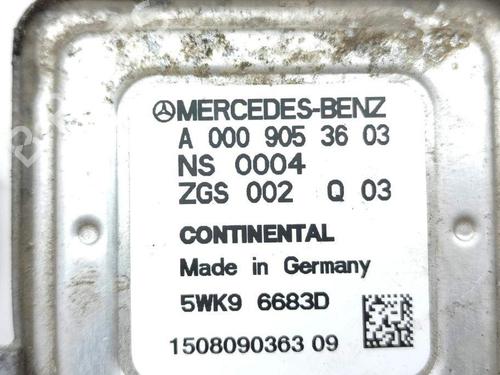 MERCEDES-BENZ
A 000 905 36 03
NS 0004
ZGS 002 Q 03
CONTINENTAL
Made in Germany
5WK9 6683D
1508090363 09